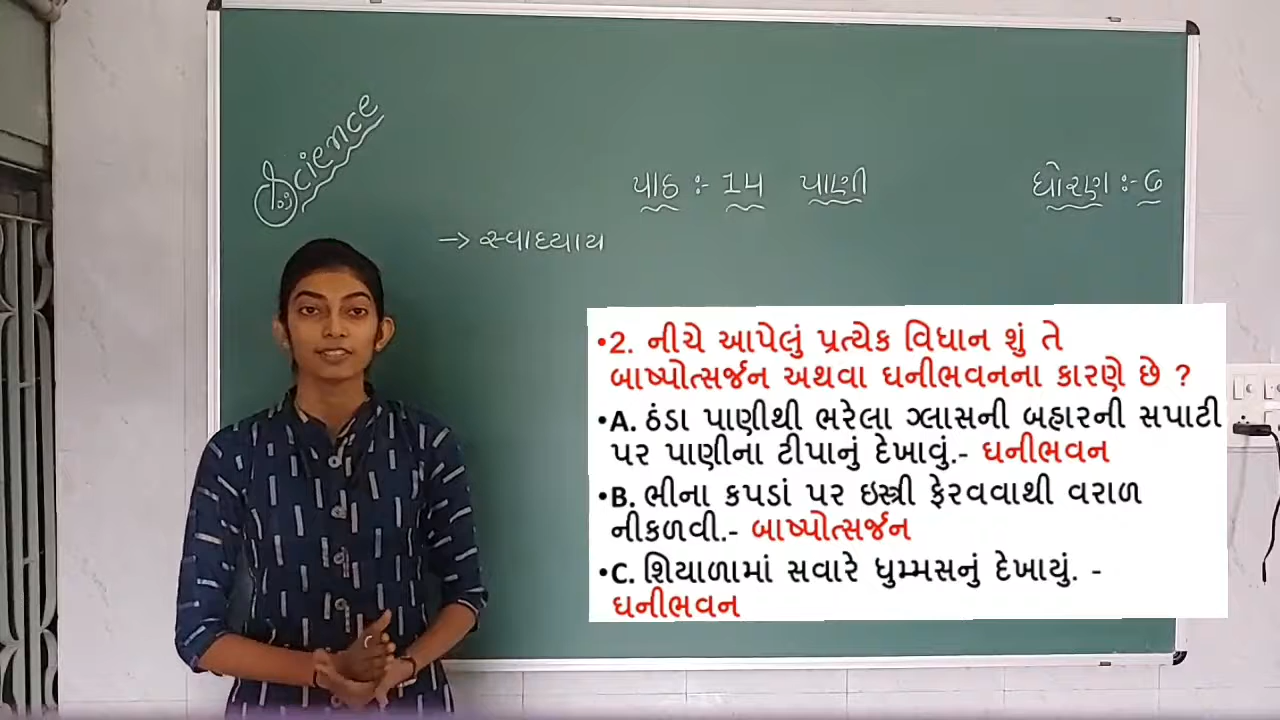 Science
પાઠ :- 14 પાણી
ધોરણ :- 6
→ સ્વાધ્યાય
•2. નીચે આપેલું પ્રત્યેક વિધાન શું તે
બાષ્પોત્સર્જન અથવા ઘનીભવનના કારણે છે ?
•A. ઠંડા પાણીથી ભરેલા ગ્લાસની બહારની સપાટી
પર પાણીના ટીપાનું દેખાવું.- ઘનીભવન
•B. ભીના કપડાં પર ઇસ્ત્રી ફેરવવાથી વરાળ
નીકળવી.- બાષ્પોત્સર્જન
•C. શિયાળામાં સવારે ધુમ્મસનું દેખાયું. -
ઘનીભવન